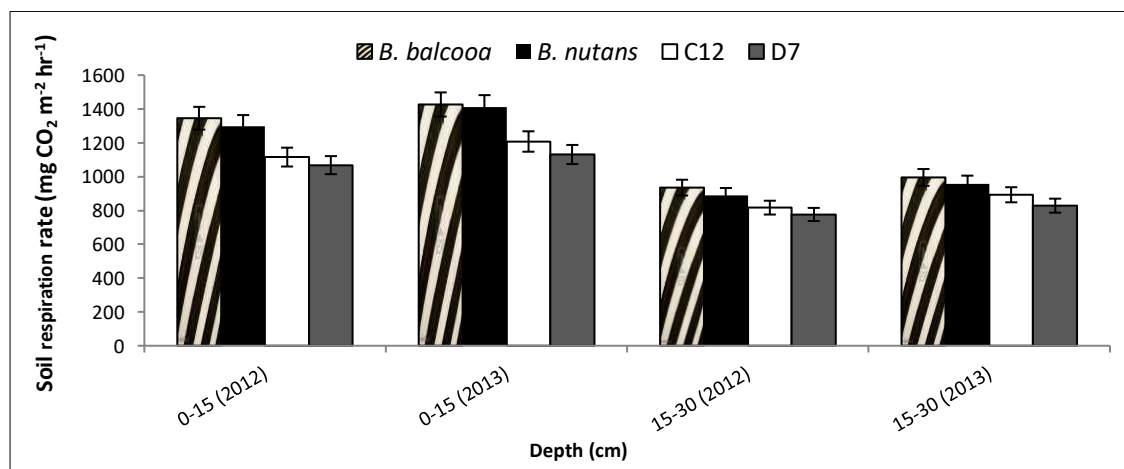 B. balcooa B. nutans C12 D7
Soil respiration rate (mg CO₂ m⁻² hr⁻¹)
1600
1400
1200
1000
800
600
400
200
0
0-15 (2012) 0-15 (2013) 15-30 (2012) 15-30 (2013)
Depth (cm)